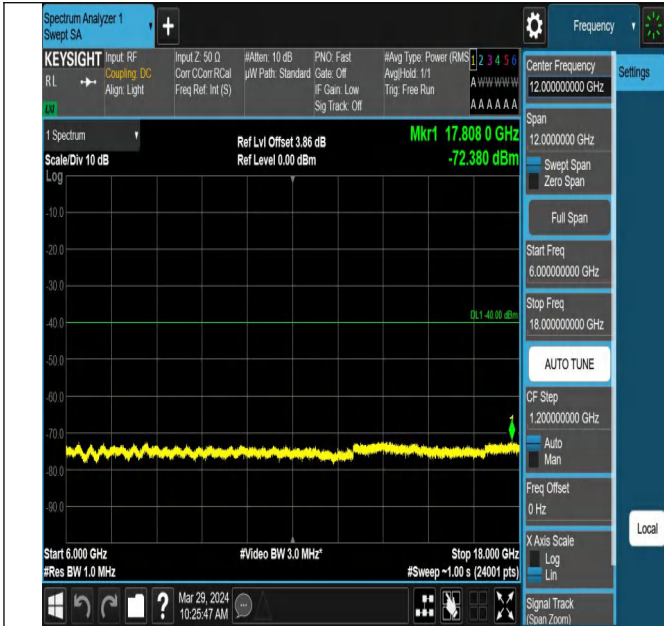 Spectrum Analyzer 1
Swept SA
Frequency
KEYSIGHT
RL
LXI
Input: RF
Coupling: DC
Align: Light
Input Z: 50 Ω
Corr CCorr RCal
Freq Ref: Int (S)
#Atten: 10 dB
µW Path: Standard
PNO: Fast
Gate: Off
IF Gain: Low
Sig Track: Off
#Avg Type: Power (RMS
Avg|Hold: 1/1
Trig: Free Run
1 2 3 4 5 6
A W W W W W
A A A A A A
1 Spectrum
Scale/Div 10 dB
Log
Ref Lvl Offset 3.86 dB
Ref Level 0.00 dBm
Mkr1 17.808 0 GHz
-72.380 dBm
-10.0
-20.0
-30.0
-40.0
DL1 -40.00 dBm
-50.0
-60.0
-70.0
1
-80.0
-90.0
Start 6.000 GHz
#Video BW 3.0 MHz*
Stop 18.000 GHz
#Res BW 1.0 MHz
#Sweep ~1.00 s (24001 pts)
?
Mar 29, 2024
10:25:47 AM
Center Frequency
12.000000000 GHz
Settings
Span
12.0000000 GHz
Swept Span
Zero Span
Full Span
Start Freq
6.000000000 GHz
Stop Freq
18.000000000 GHz
AUTO TUNE
CF Step
1.200000000 GHz
Auto
Man
Freq Offset
0 Hz
Local
X Axis Scale
Log
Lin
Signal Track
(Span Zoom)